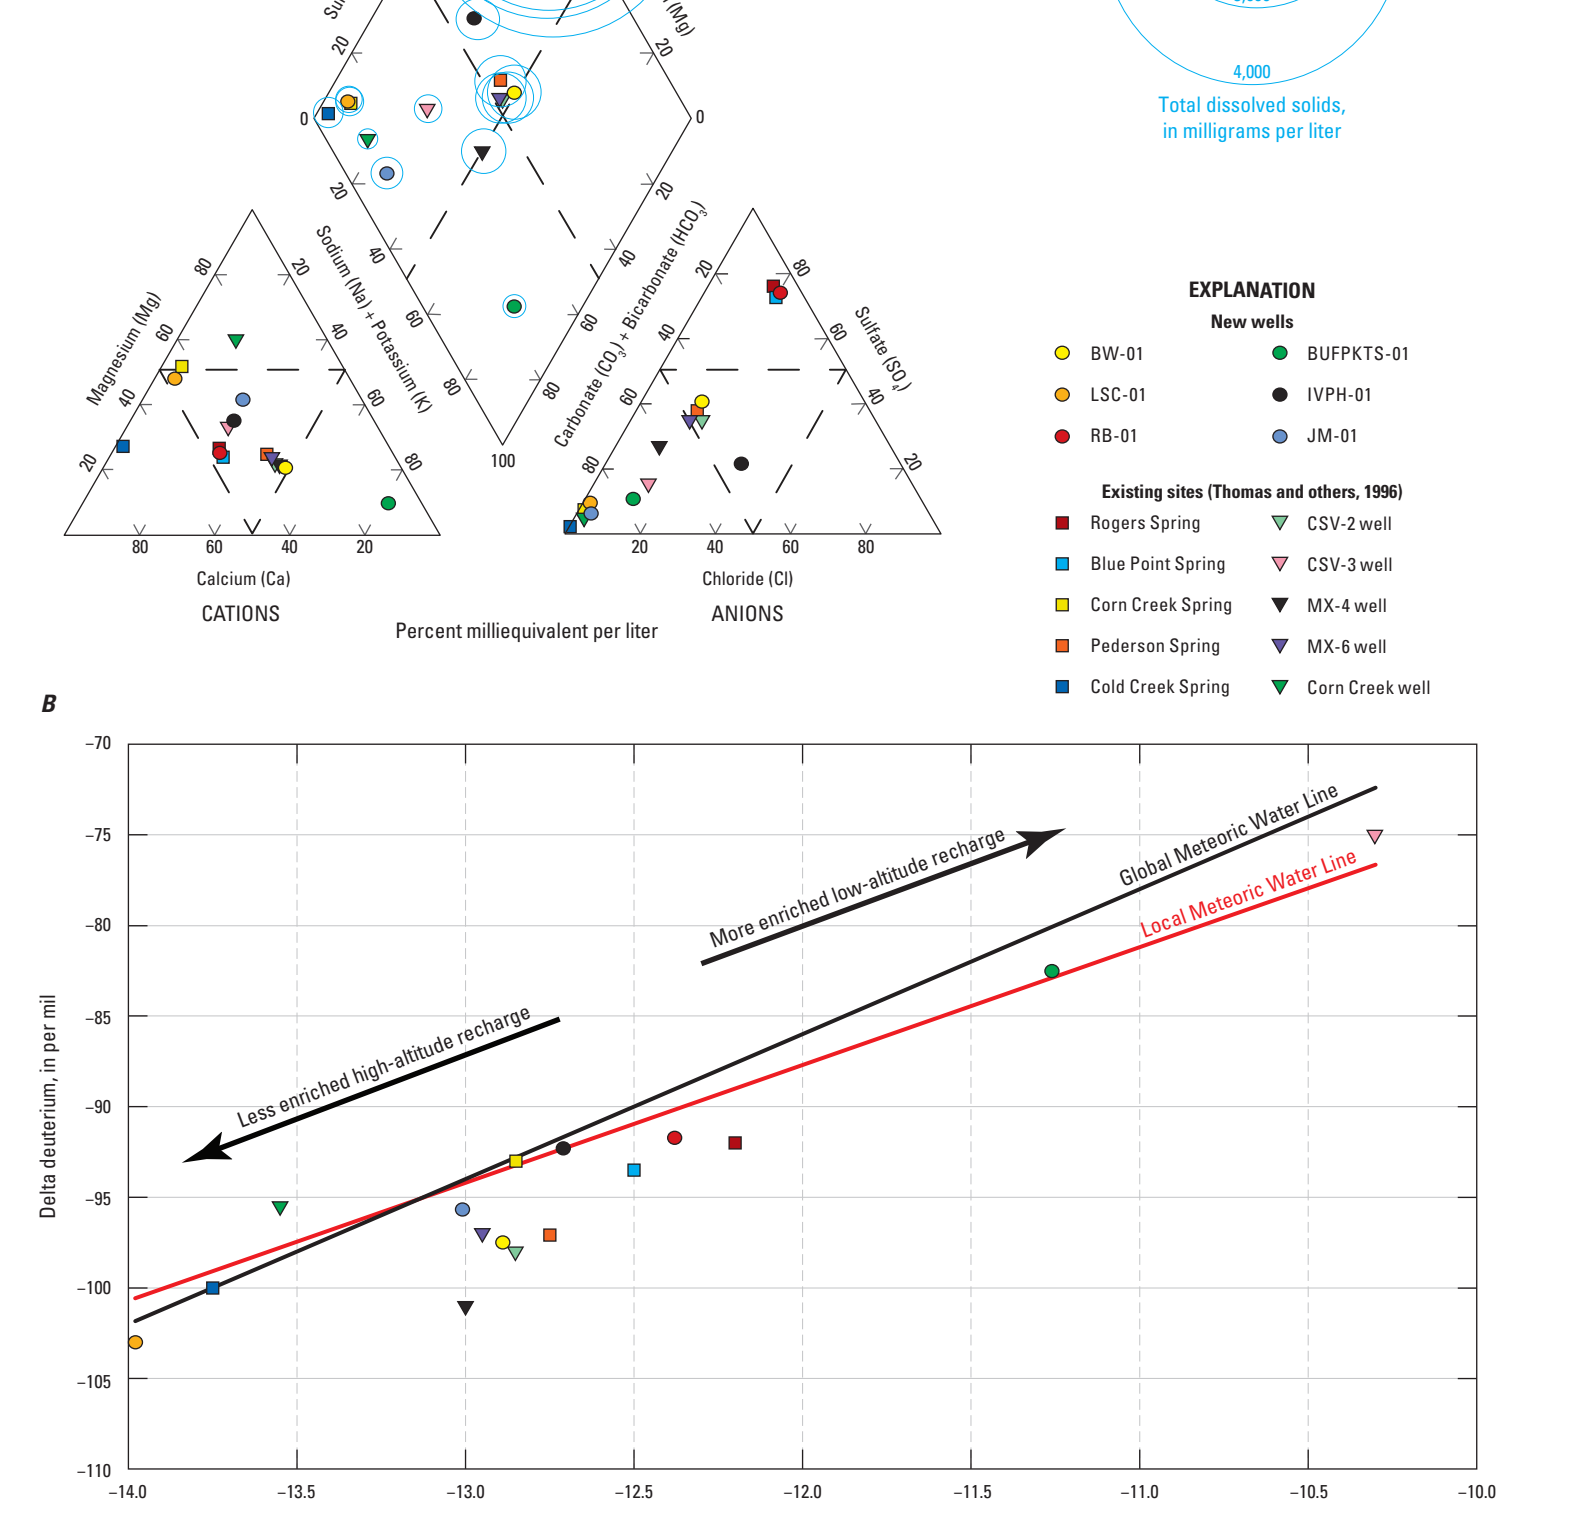 Su
(Mg)
20
20
0
0
20
20
40
40
60
60
80
80
100
Sodium (Na) + Potassium (K)
Carbonate (CO3) + Bicarbonate (HCO3)
4,000
Total dissolved solids,
in milligrams per liter
Magnesium (Mg)
80
60
40
20
20
40
60
80
80
60
40
20
Calcium (Ca)
CATIONS
Sulfate (SO4)
20
40
60
80
80
60
40
20
20
40
60
80
Chloride (Cl)
ANIONS
Percent milliequivalent per liter
EXPLANATION
New wells
BW-01
BUFPKTS-01
LSC-01
IVPH-01
RB-01
JM-01
Existing sites (Thomas and others, 1996)
Rogers Spring
CSV-2 well
Blue Point Spring
CSV-3 well
Corn Creek Spring
MX-4 well
Pederson Spring
MX-6 well
Cold Creek Spring
Corn Creek well
B
Delta deuterium, in per mil
–70
–75
–80
–85
–90
–95
–100
–105
–110
Global Meteoric Water Line
Local Meteoric Water Line
More enriched low-altitude recharge
Less enriched high-altitude recharge
–14.0
–13.5
–13.0
–12.5
–12.0
–11.5
–11.0
–10.5
–10.0